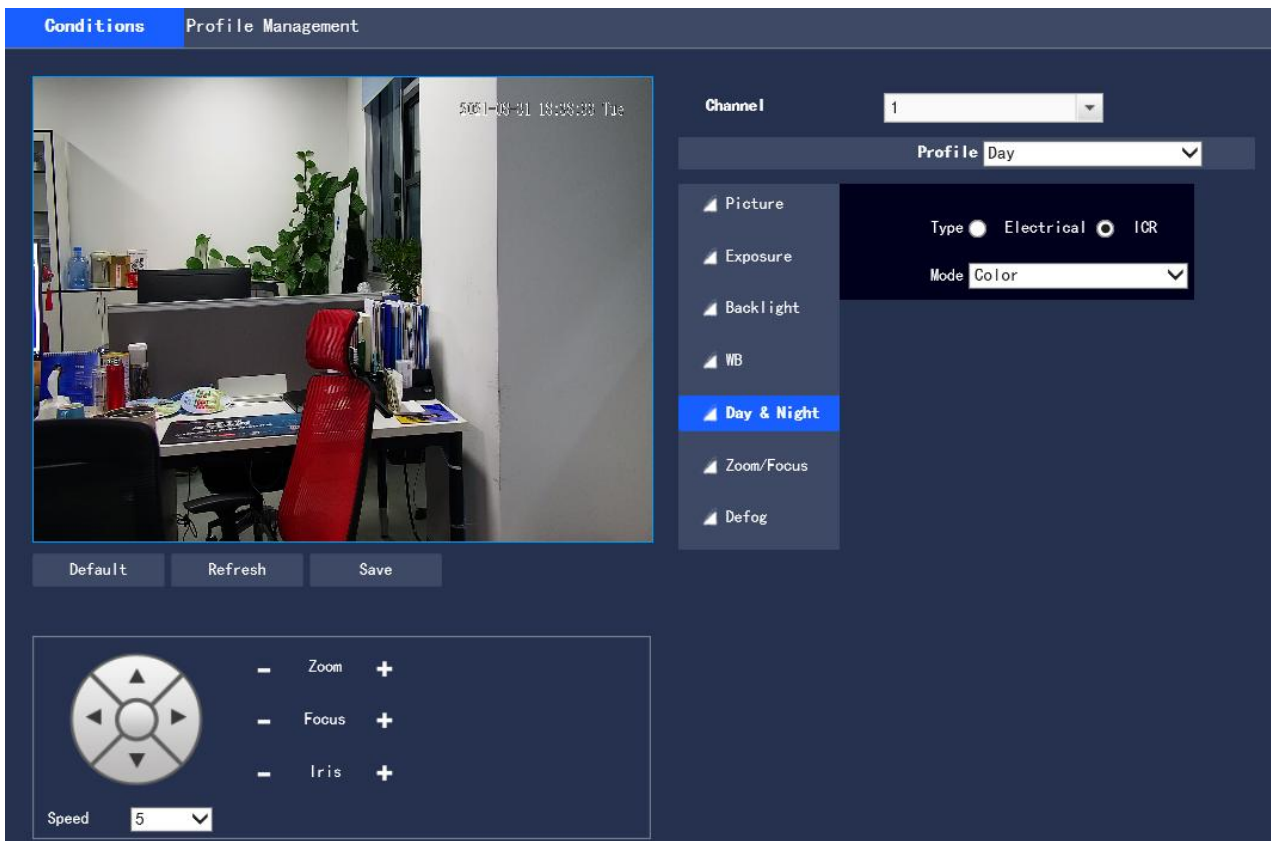 Conditions
Profile Management
Channel
1
Profile Day
Picture
Exposure
Backlight
WB
Day & Night
Zoom/Focus
Defog
Type Electrical ICR
Mode Color
Default Refresh Save
- Zoom +
- Focus +
- Iris +
Speed 5